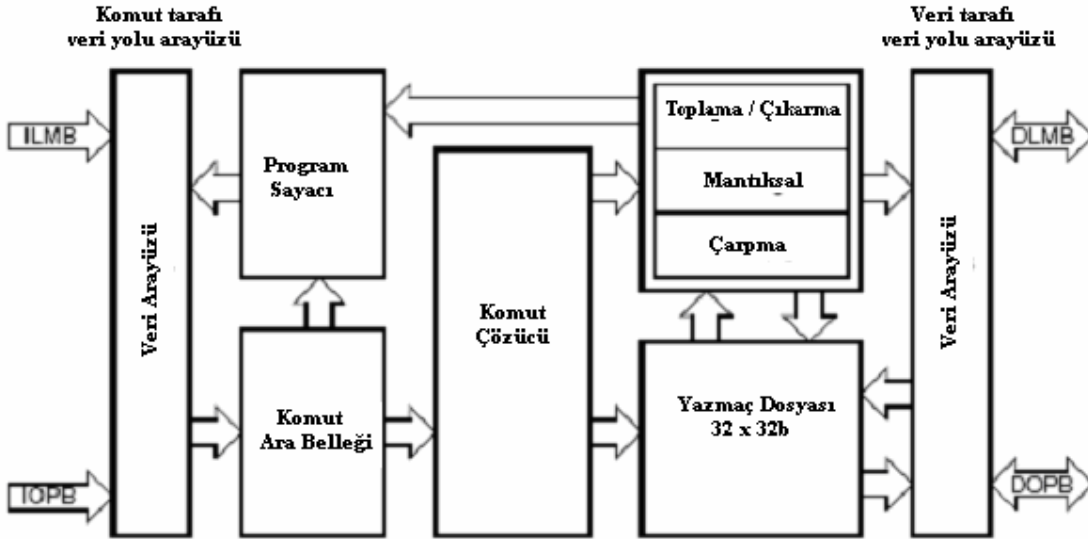 Komut tarafı
veri yolu arayüzü
Veri tarafı
veri yolu arayüzü
ILMB
IOPB
Veri Arayüzü
Program
Sayacı
Komut
Ara Belleği
Komut
Çözücü
Toplama / Çıkarma
Mantıksal
Çarpma
Yazmaç Dosyası
32 x 32b
Veri Arayüzü
DLMB
DOPB